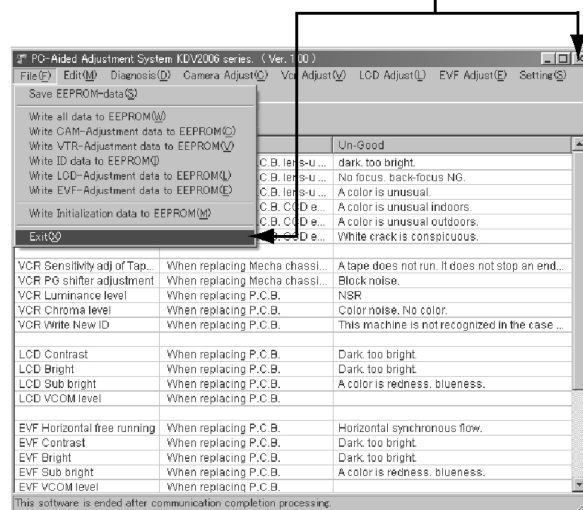 PC-Aided Adjustment System KDV2006 series. ( Ver. 1.00 )
File(F) Edit(M) Diagnosis(D) Camera Adjust(C) Vcr Adjust(V) LCD Adjust(L) EVF Adjust(E) Setting(S)
Save EEPROM-data(S)
Write all data to EEPROM(W)
Write CAM-Adjustment data to EEPROM(C)
Write VTR-Adjustment data to EEPROM(V)
Write ID data to EEPROM(I)
Write LCD-Adjustment data to EEPROM(L)
Write EVF-Adjustment data to EEPROM(E)
Write Initialization data to EEPROM(M)
Exit(X)
Un-Good
C.B. lens-u... dark. too bright.
C.B. lens-u... No focus. back-focus NG.
C.B. lens-u... A color is unusual.
C.B. CCD e... A color is unusual indoors.
C.B. CCD e... A color is unusual outdoors.
C.B. CCD e... White crack is conspicuous.
VCR Sensitivity adj of Tap... When replacing Mecha chassi... A tape does not run. It does not stop an end...
VCR PG shifter adjustment When replacing Mecha chassi... Block noise.
VCR Luminance level When replacing P.C.B. NSR
VCR Chroma level When replacing P.C.B. Color noise. No color.
VCR Write New ID When replacing P.C.B. This machine is not recognized in the case ...
LCD Contrast When replacing P.C.B. Dark. too bright.
LCD Bright When replacing P.C.B. Dark. too bright.
LCD Sub bright When replacing P.C.B. A color is redness. blueness.
LCD VCOM level When replacing P.C.B.
EVF Horizontal free running When replacing P.C.B. Horizontal synchronous flow.
EVF Contrast When replacing P.C.B. Dark. too bright.
EVF Bright When replacing P.C.B. Dark. too bright.
EVF Sub bright When replacing P.C.B. A color is redness. blueness.
EVF VCOM level When replacing P.C.B.
This software is ended after communication completion processing.